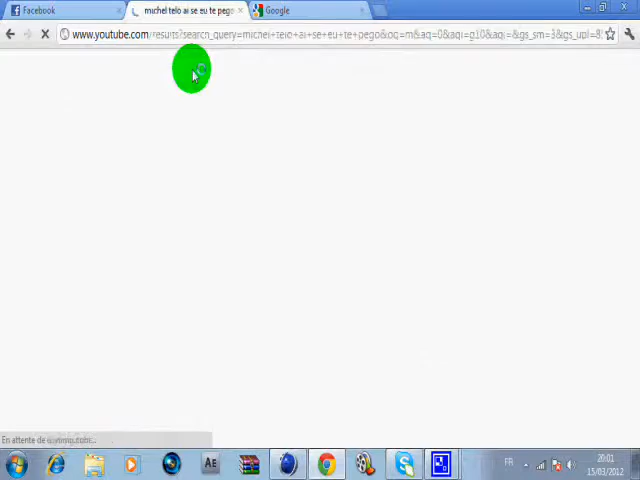 Facebook
michel telo ai se eu te pego
Google
www.youtube.com/results?search_query=michel+telo+ai+se+eu+te+pego&oq=m&aq=0&aqi=g10&aql=&gs_sm=3&gs_upl=8
En attente de
AE
FR
20:01
15/03/2012